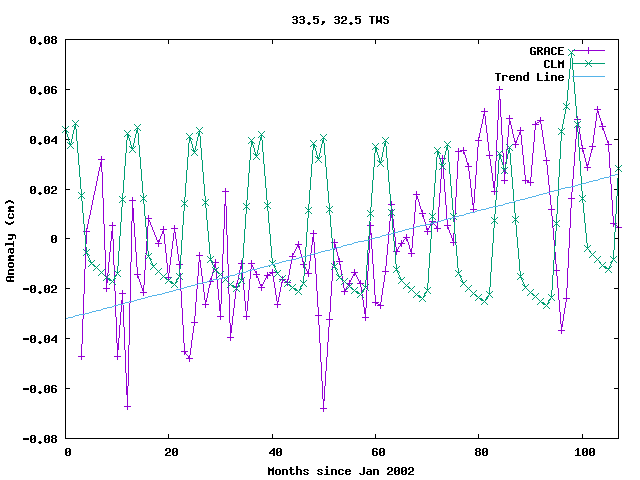 33.5, 32.5 TWS
0.08
0.06
0.04
0.02
0
-0.02
-0.04
-0.06
-0.08
Anomaly (cm)
GRACE
CLM
Trend Line
0 20 40 60 80 100
Months since Jan 2002